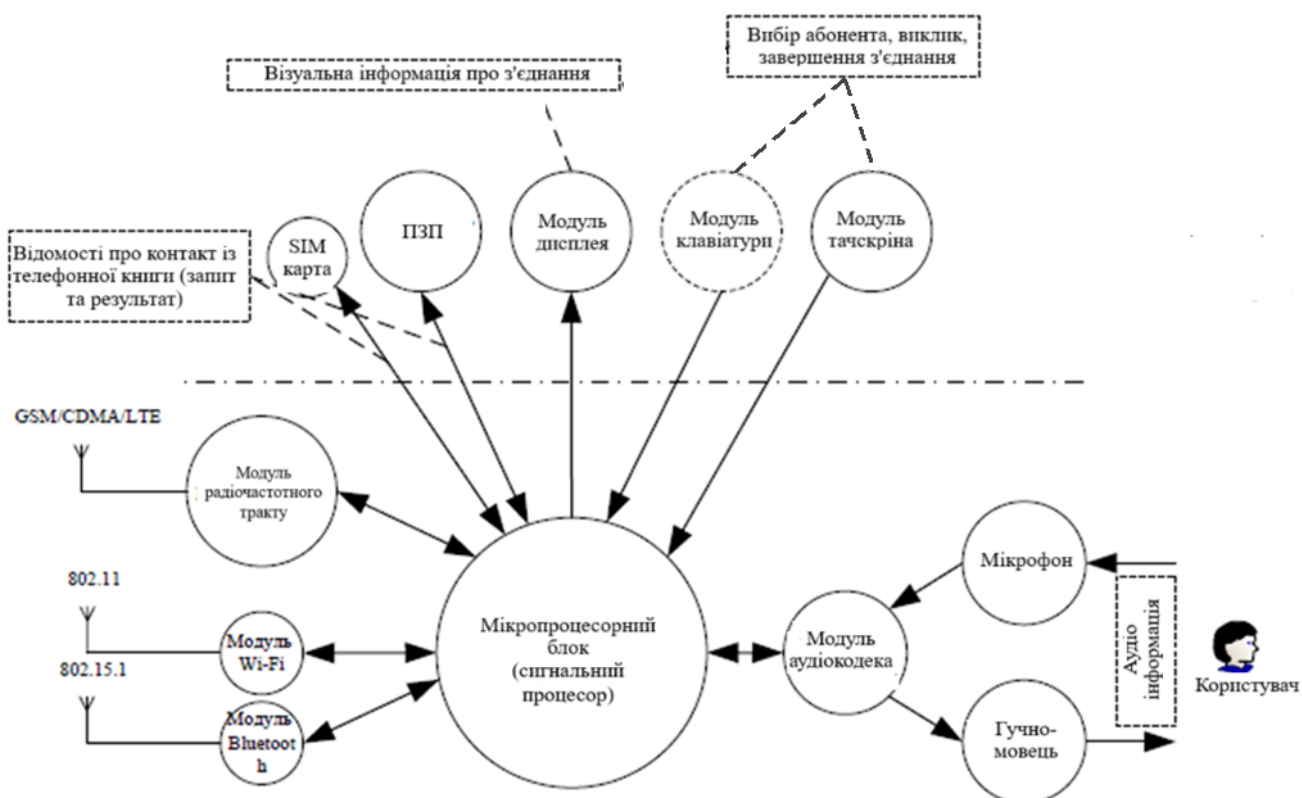 Вибір абонента, виклик,
завершення з'єднання
Візуальна інформація про з'єднання
Відомості про контакт із
телефонної книги (запит
та результат)
SIM
карта
ПЗП
Модуль
дисплея
Модуль
клавіатури
Модуль
тачскріна
GSM/CDMA/LTE
Модуль
радіочастотного
тракту
802.11
Модуль
Wi-Fi
802.15.1
Модуль
Bluetoot
h
Мікропроцесорний
блок
(сигнальний
процесор)
Модуль
аудіокодека
Мікрофон
Гучно-
мовець
Аудіо
інформація
Користувач